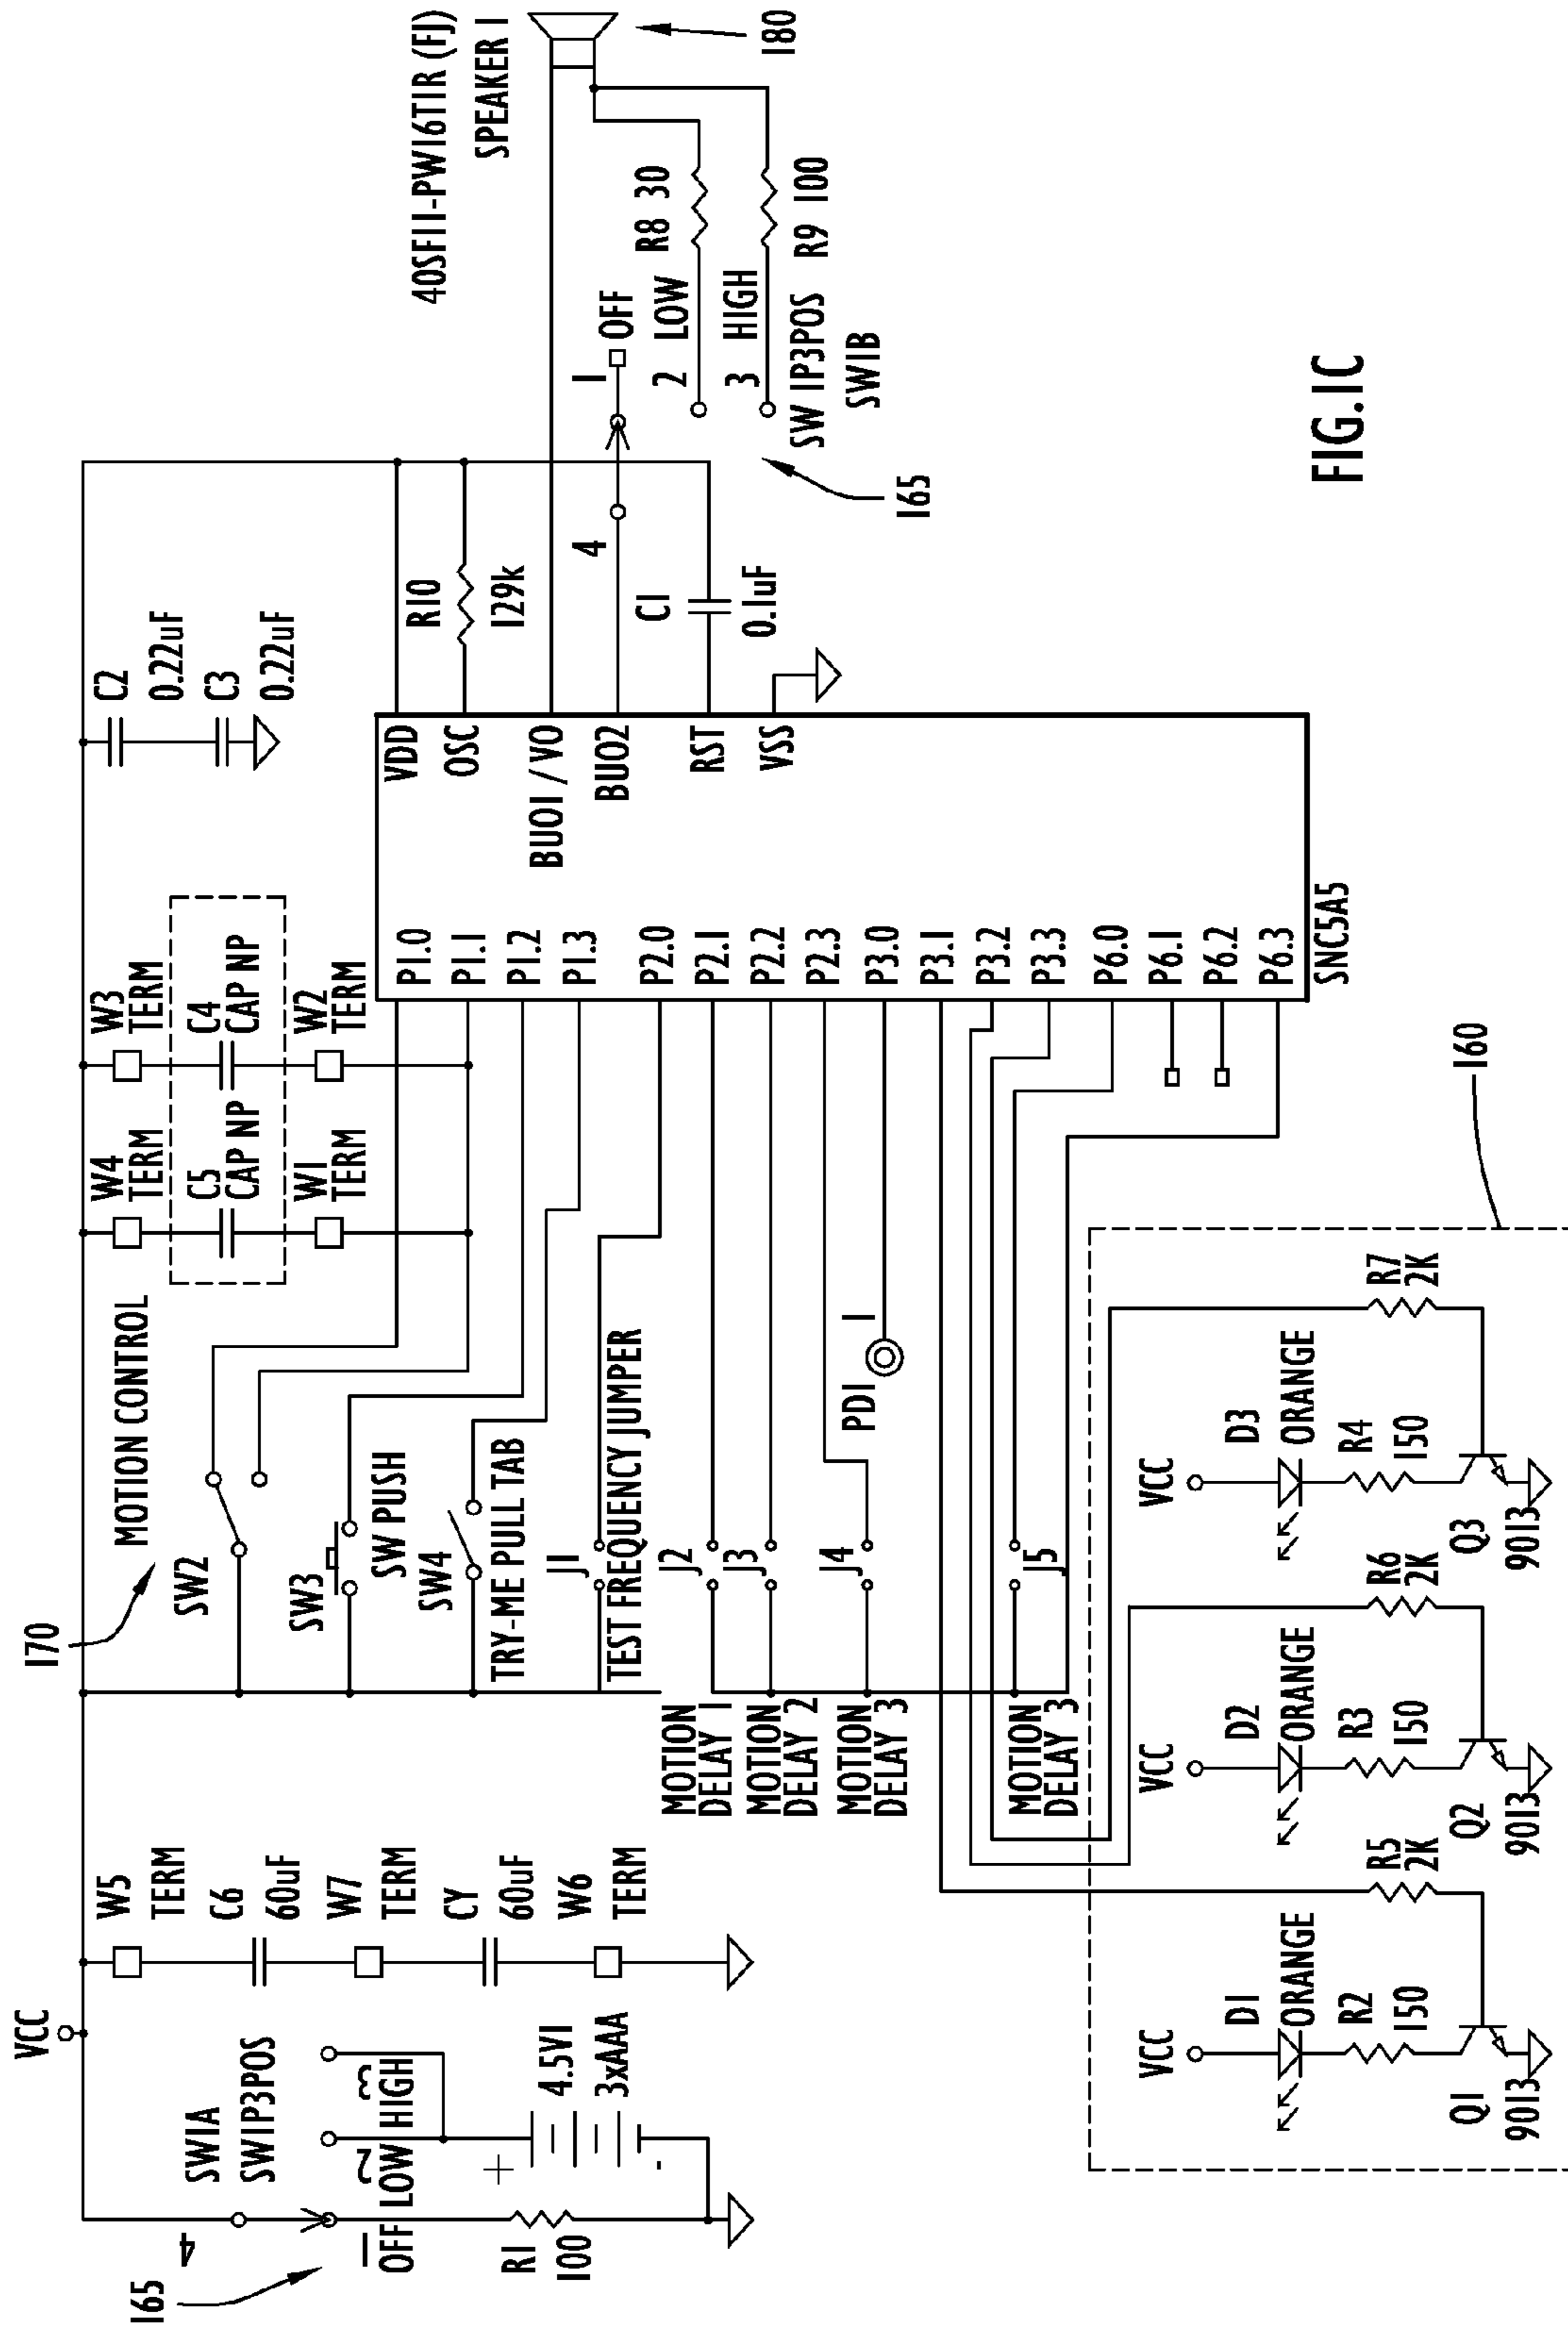 VCC
SW1A
SW1P3POS
4
1
2
3
OFF LOW HIGH
165
R1
100
+
-
4.5V1
3xAAA
W5
TERM
C6
60uF
W7
TERM
CY
60uF
W6
TERM
170
MOTION CONTROL
SW2
SW3
SW PUSH
SW4
TRY-ME PULL TAB
J1
TEST FREQUENCY JUMPER
J2
MOTION
DELAY 1
J3
MOTION
DELAY 2
J4
MOTION
DELAY 3
J5
MOTION
DELAY 3
PD1
1
W4
TERM
C5
CAP NP
W1
TERM
W3
TERM
C4
CAP NP
W2
TERM
C2
0.22uF
C3
0.22uF
P1.0
P1.1
P1.2
P1.3
P2.0
P2.1
P2.2
P2.3
P3.0
P3.1
P3.2
P3.3
P6.0
P6.1
P6.2
P6.3
VDD
OSC
BUO1 / VO
BUO2
RST
VSS
SNC5A5
R10
129k
C1
0.1uF
4
1
OFF
2
LOW
3
HIGH
R8 30
R9 100
SW 1P3POS
SW1B
165
40SF11-PW16T1R (FJ)
SPEAKER 1
180
160
VCC
D1
ORANGE
R2
150
Q1
9013
R5
2K
VCC
D2
ORANGE
R3
150
Q2
9013
R6
2K
VCC
D3
ORANGE
R4
150
Q3
9013
R7
2K
FIG.1C